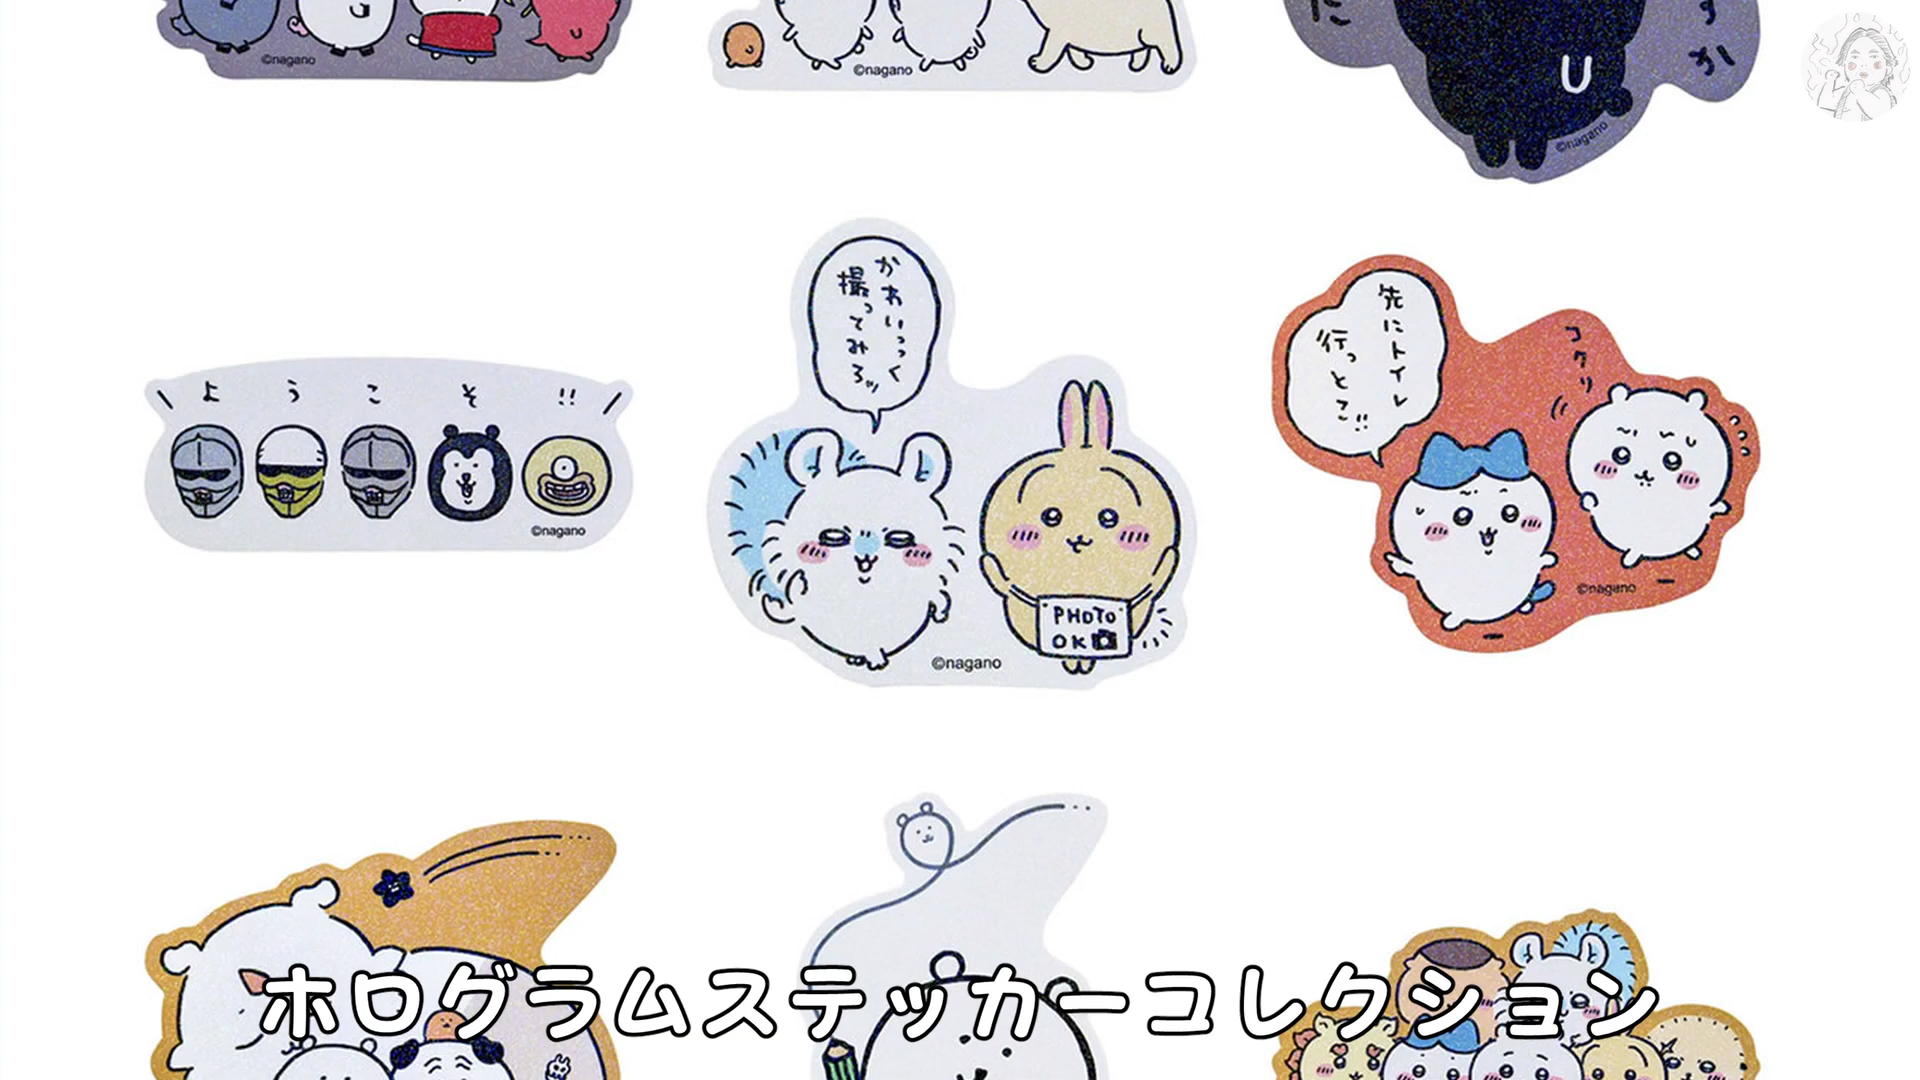 ©nagano
©nagano
©nagano
かわいっっく
撮ってみろッ
PHOTO
OK
©nagano
\ ようこそ!! /
©nagano
先にトイレ
行っとこ!!
コクリ
©nagano
ホログラムステッカーコレクション